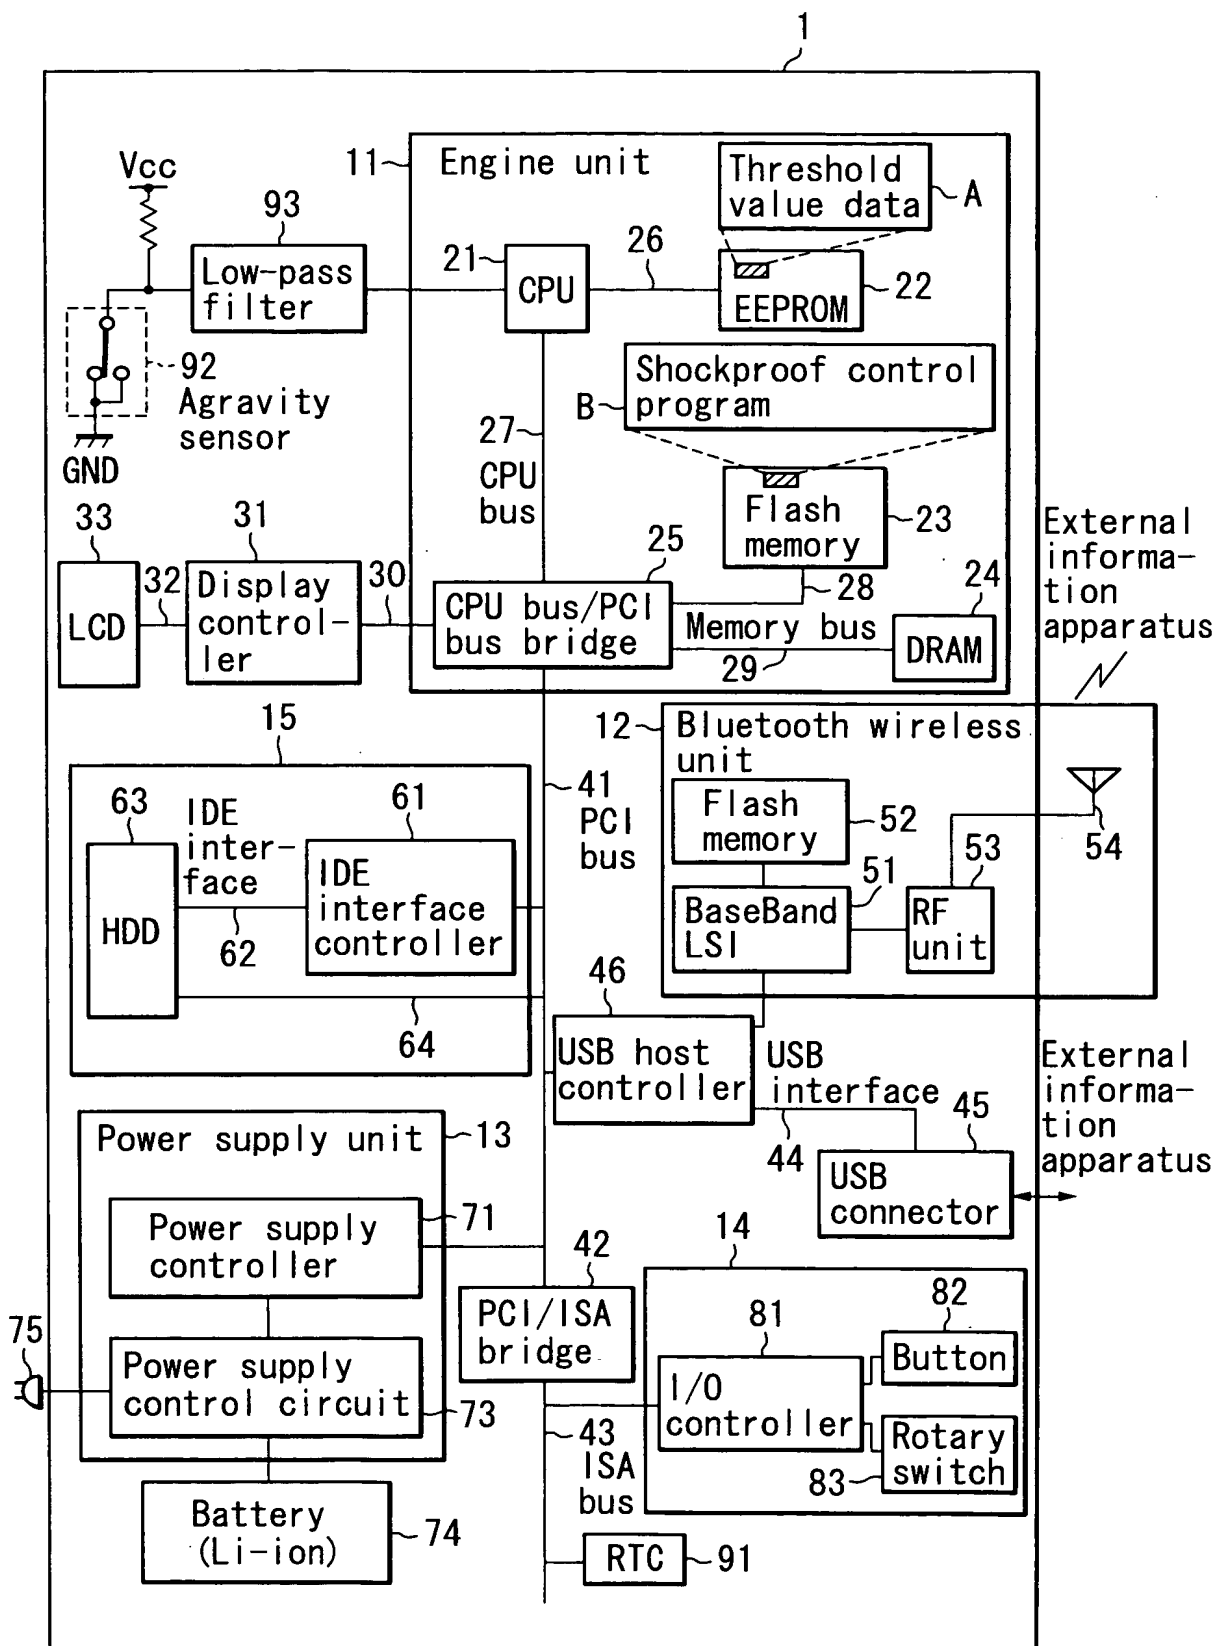 1
11
Engine unit
Threshold
value data
A
Vcc
93
Low-pass
filter
21
CPU
26
EEPROM
22
92
Agravity
sensor
GND
Shockproof control
program
B
27
CPU
bus
Flash
memory
23
33
LCD
32
31
Display
control-
ler
30
25
CPU bus/PCI
bus bridge
28
Memory bus
29
24
DRAM
External
informa-
tion
apparatus
15
12
Bluetooth wireless
unit
41
PCI
bus
63
HDD
IDE
inter-
face
62
61
IDE
interface
controller
64
Flash
memory
52
51
BaseBand
LSI
53
RF
unit
54
46
USB host
controller
USB
interface
44
45
USB
connector
External
informa-
tion
apparatus
Power supply unit
13
Power supply
controller
71
42
PCI/ISA
bridge
14
81
I/O
controller
82
Button
Rotary
switch
83
75
Power supply
control circuit
73
43
ISA
bus
Battery
(Li-ion)
74
RTC
91